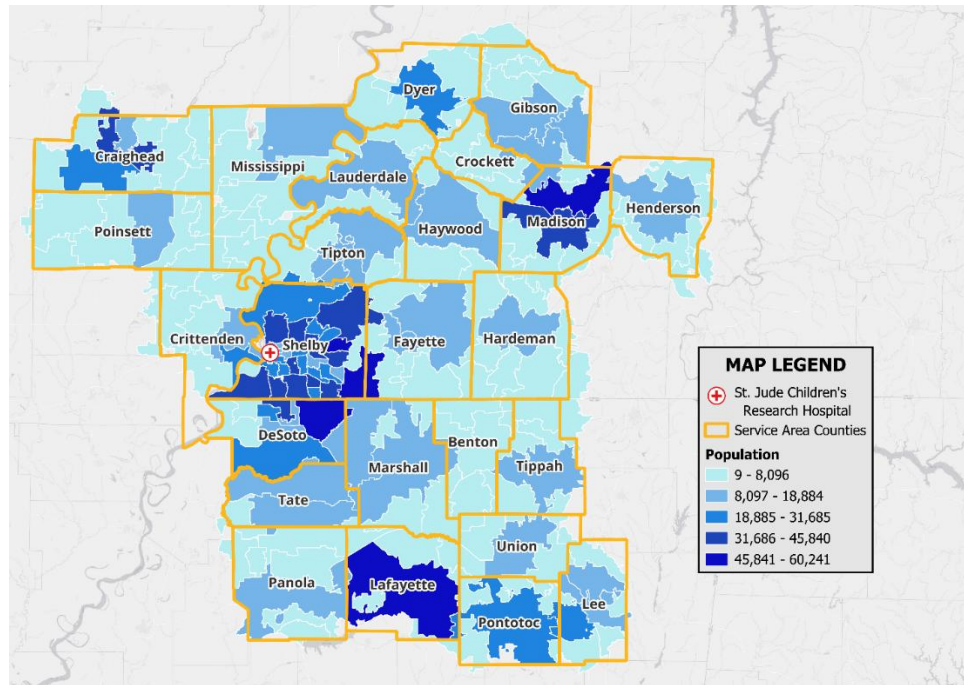 Dyer
Gibson
Craighead
Mississippi
Crockett
Lauderdale
Madison
Henderson
Poinsett
Haywood
Tipton
Crittenden
Shelby
Fayette
Hardeman
MAP LEGEND
St. Jude Children's
Research Hospital
Service Area Counties
Population
9 - 8,096
8,097 - 18,884
18,885 - 31,685
31,686 - 45,840
45,841 - 60,241
DeSoto
Benton
Marshall
Tippah
Tate
Union
Panola
Lafayette
Lee
Pontotoc